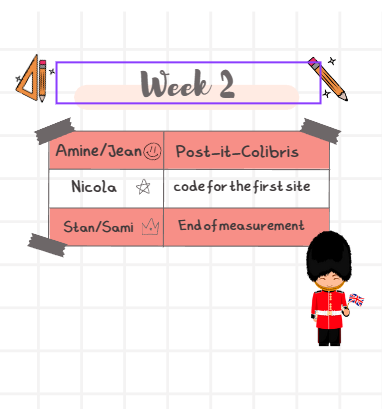 Week 2
Amine/Jean Post-it-Colibris
Nicola code for the first site
Stan/Sami End of measurement